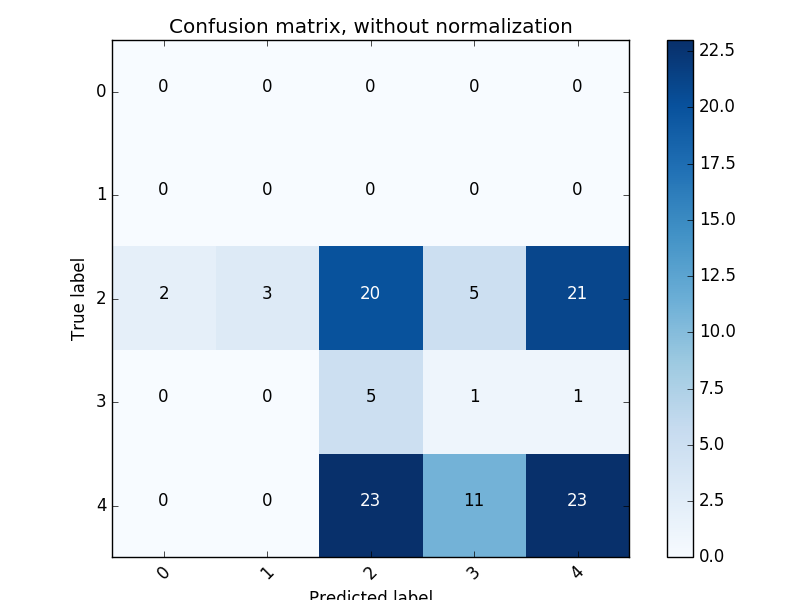 Confusion matrix, without normalization
0 0 0 0 0 0
1 0 0 0 0 0
2 2 3 20 5 21
3 0 0 5 1 1
4 0 0 23 11 23
True label
0 1 2 3 4
Predicted label
22.5
20.0
17.5
15.0
12.5
10.0
7.5
5.0
2.5
0.0